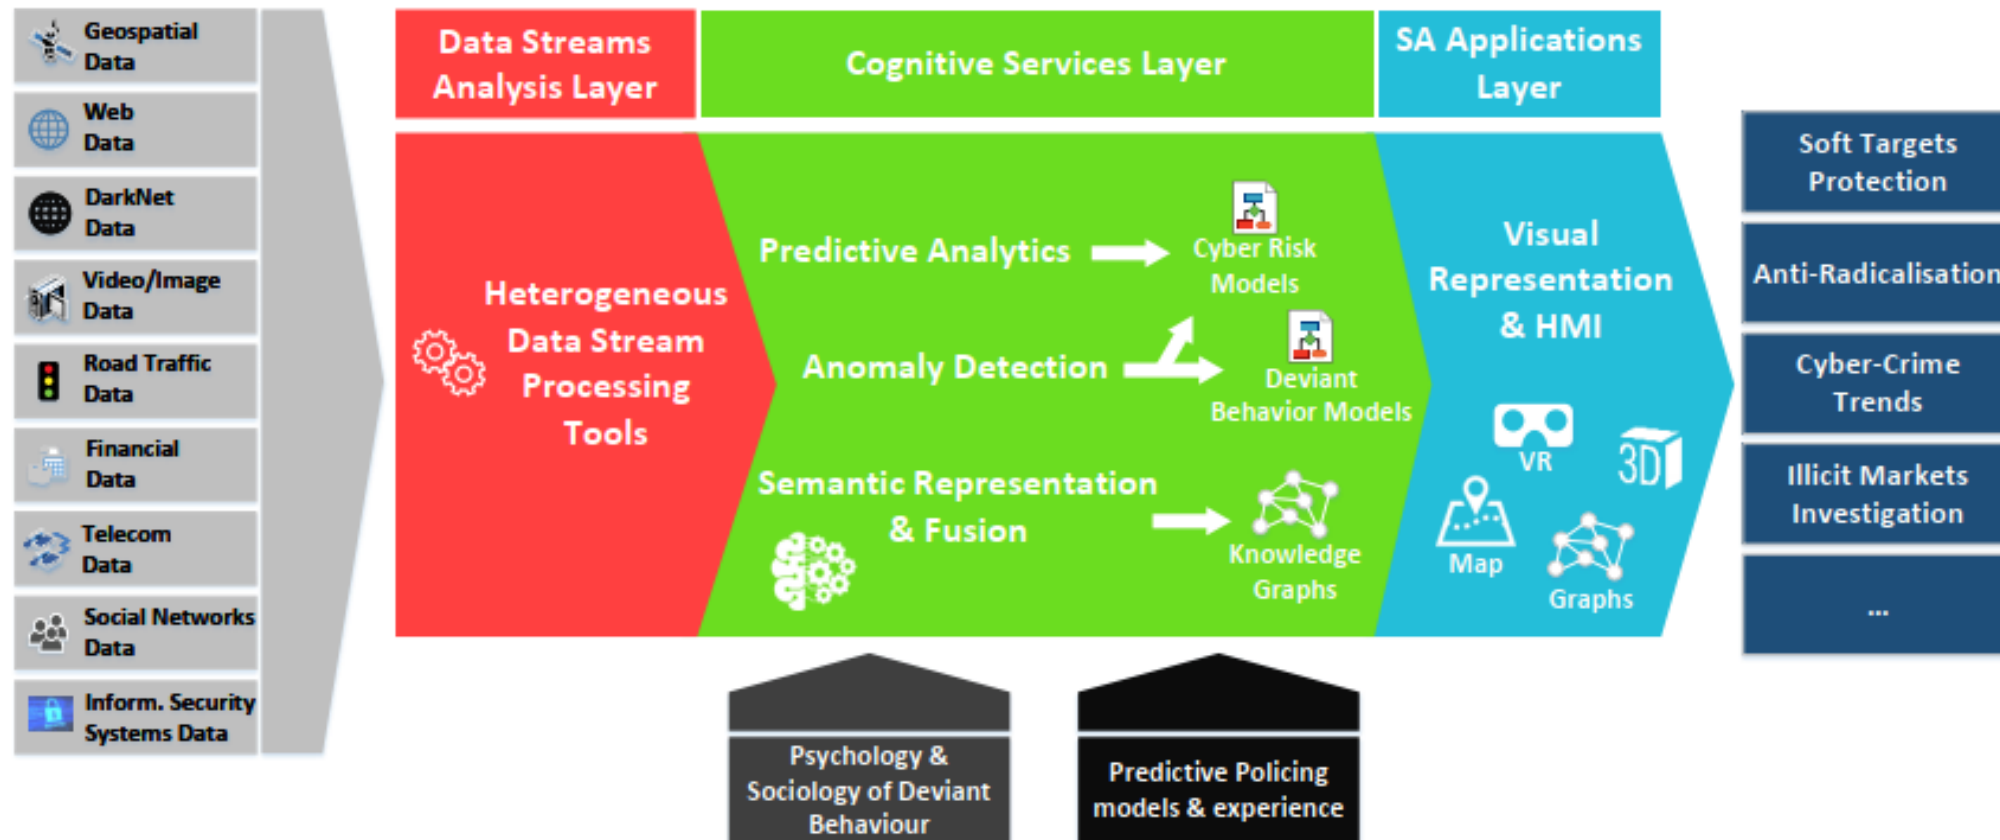 Geospatial
Data
Web
Data
DarkNet
Data
Video/Image
Data
Road Traffic
Data
Financial
Data
Telecom
Data
Social Networks
Data
Inform. Security
Systems Data
Data Streams
Analysis Layer
Cognitive Services Layer
SA Applications
Layer
Heterogeneous
Data Stream
Processing
Tools
Predictive Analytics
Cyber Risk
Models
Anomaly Detection
Deviant
Behavior Models
Semantic Representation
& Fusion
Knowledge
Graphs
Visual
Representation
& HMI
VR
3D
Map
Graphs
Soft Targets
Protection
Anti-Radicalisation
Cyber-Crime
Trends
Illicit Markets
Investigation
...
Psychology &
Sociology of Deviant
Behaviour
Predictive Policing
models & experience